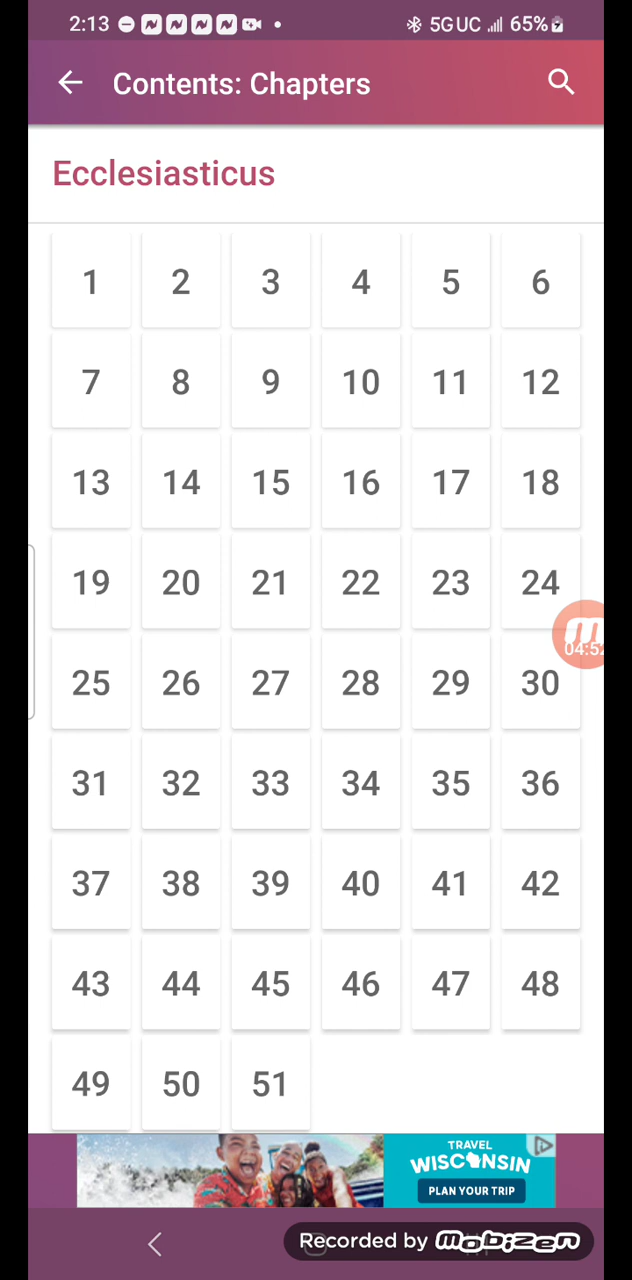 2:13 5GUC 65%
Contents: Chapters
Ecclesiasticus
1 2 3 4 5 6
7 8 9 10 11 12
13 14 15 16 17 18
19 20 21 22 23 24
04:52
25 26 27 28 29 30
31 32 33 34 35 36
37 38 39 40 41 42
43 44 45 46 47 48
49 50 51
TRAVEL
WISCONSIN
PLAN YOUR TRIP
Recorded by mobizen